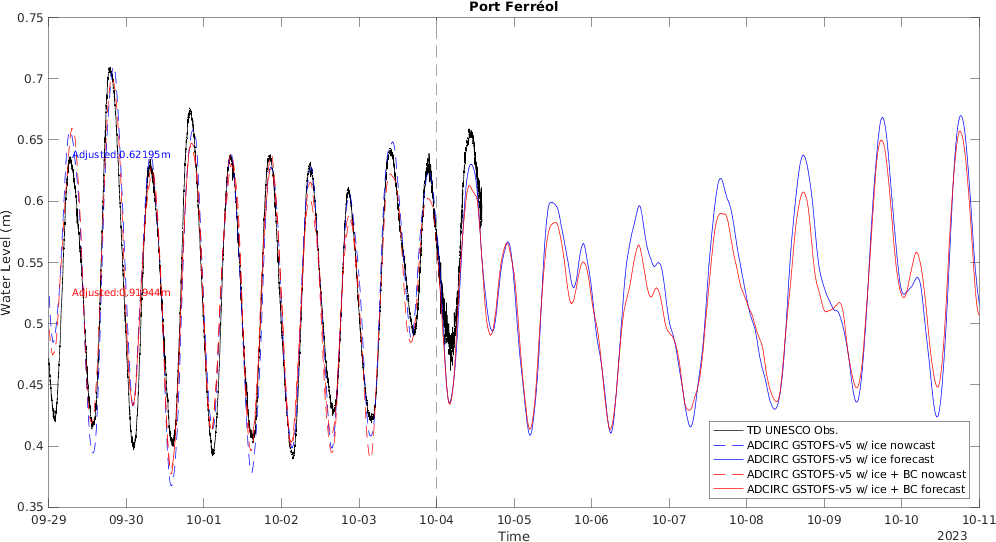 Port Ferréol
0.75
0.7
0.65
0.6
0.55
0.5
0.45
0.4
0.35
Water Level (m)
Adjusted:0.62195m
Adjusted:0.91944m
TD UNESCO Obs.
ADCIRC GSTOFS-v5 w/ ice nowcast
ADCIRC GSTOFS-v5 w/ ice forecast
ADCIRC GSTOFS-v5 w/ ice + BC nowcast
ADCIRC GSTOFS-v5 w/ ice + BC forecast
09-29 09-30 10-01 10-02 10-03 10-04 10-05 10-06 10-07 10-08 10-09 10-10 10-11
Time
2023